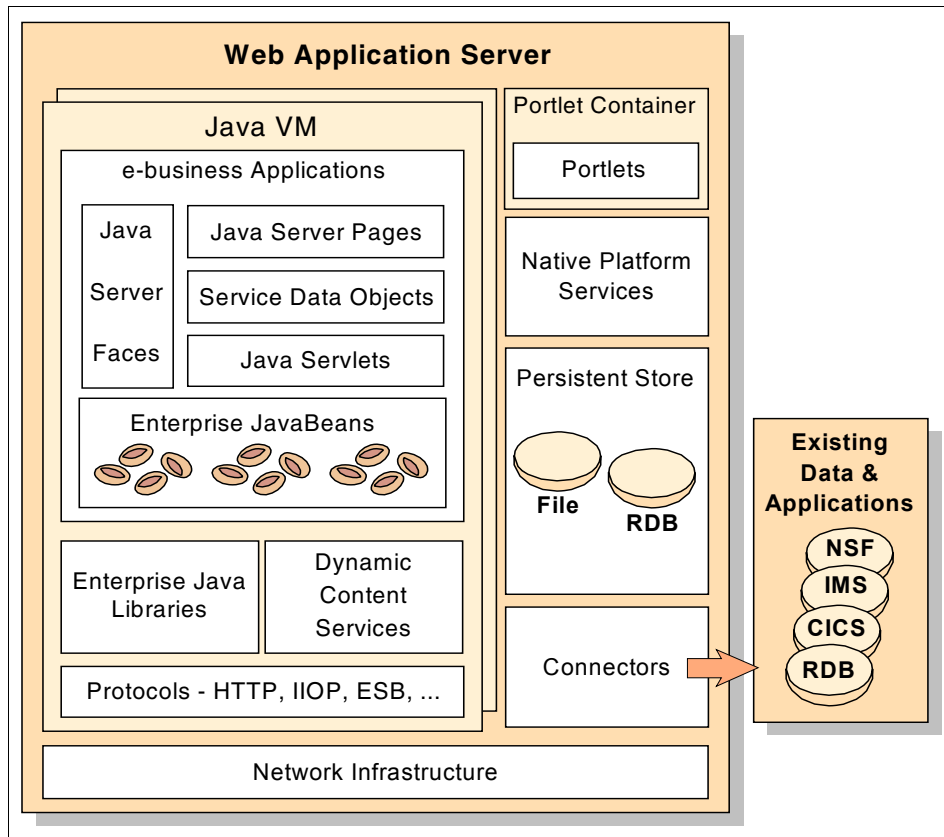 Web Application Server
Java VM
e-business Applications
Java
Server
Faces
Java Server Pages
Service Data Objects
Java Servlets
Enterprise JavaBeans
Enterprise Java
Libraries
Dynamic
Content
Services
Protocols - HTTP, IIOP, ESB, ...
Portlet Container
Portlets
Native Platform
Services
Persistent Store
File
RDB
Connectors
Network Infrastructure
Existing
Data &
Applications
NSF
IMS
CICS
RDB